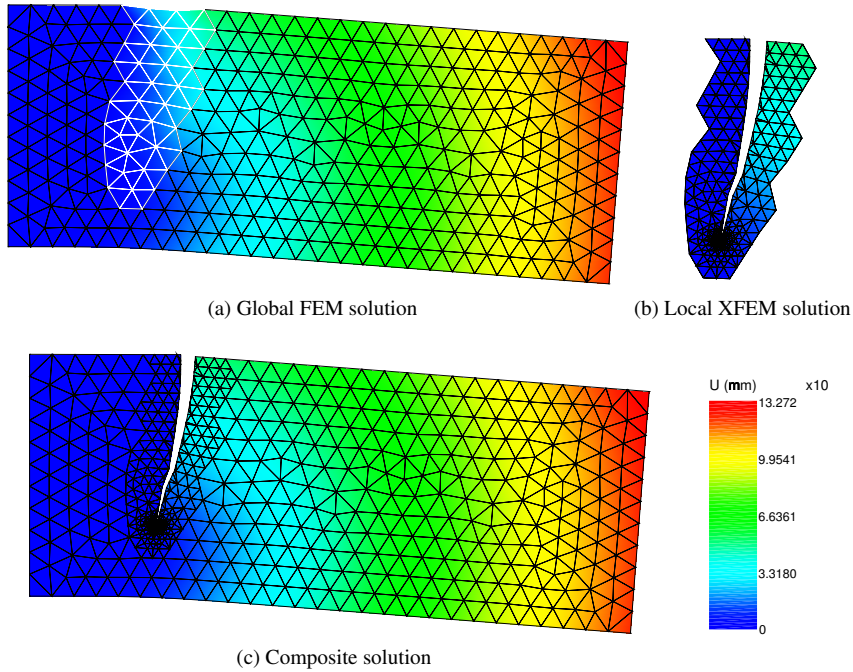 (a) Global FEM solution
(b) Local XFEM solution
U (mm) x10
13.272
9.9541
6.6361
3.3180
0
(c) Composite solution